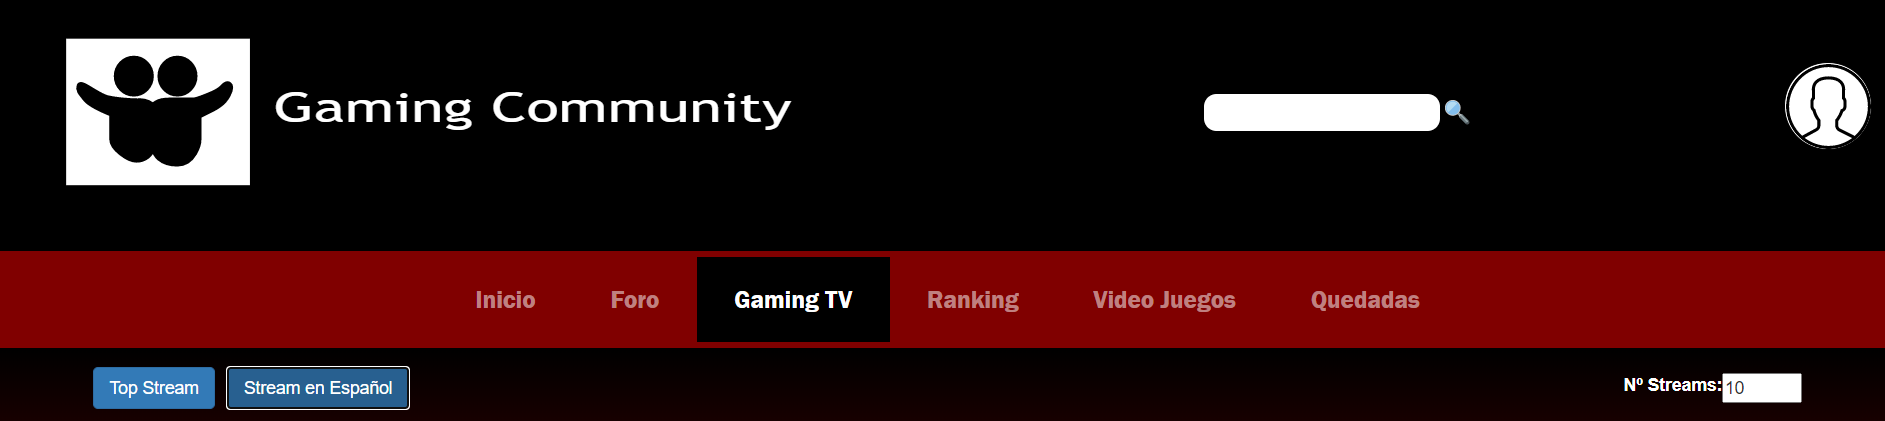 Gaming Community
Inicio Foro Gaming TV Ranking Video Juegos Quedadas
Top Stream Stream en Español Nº Streams: 10